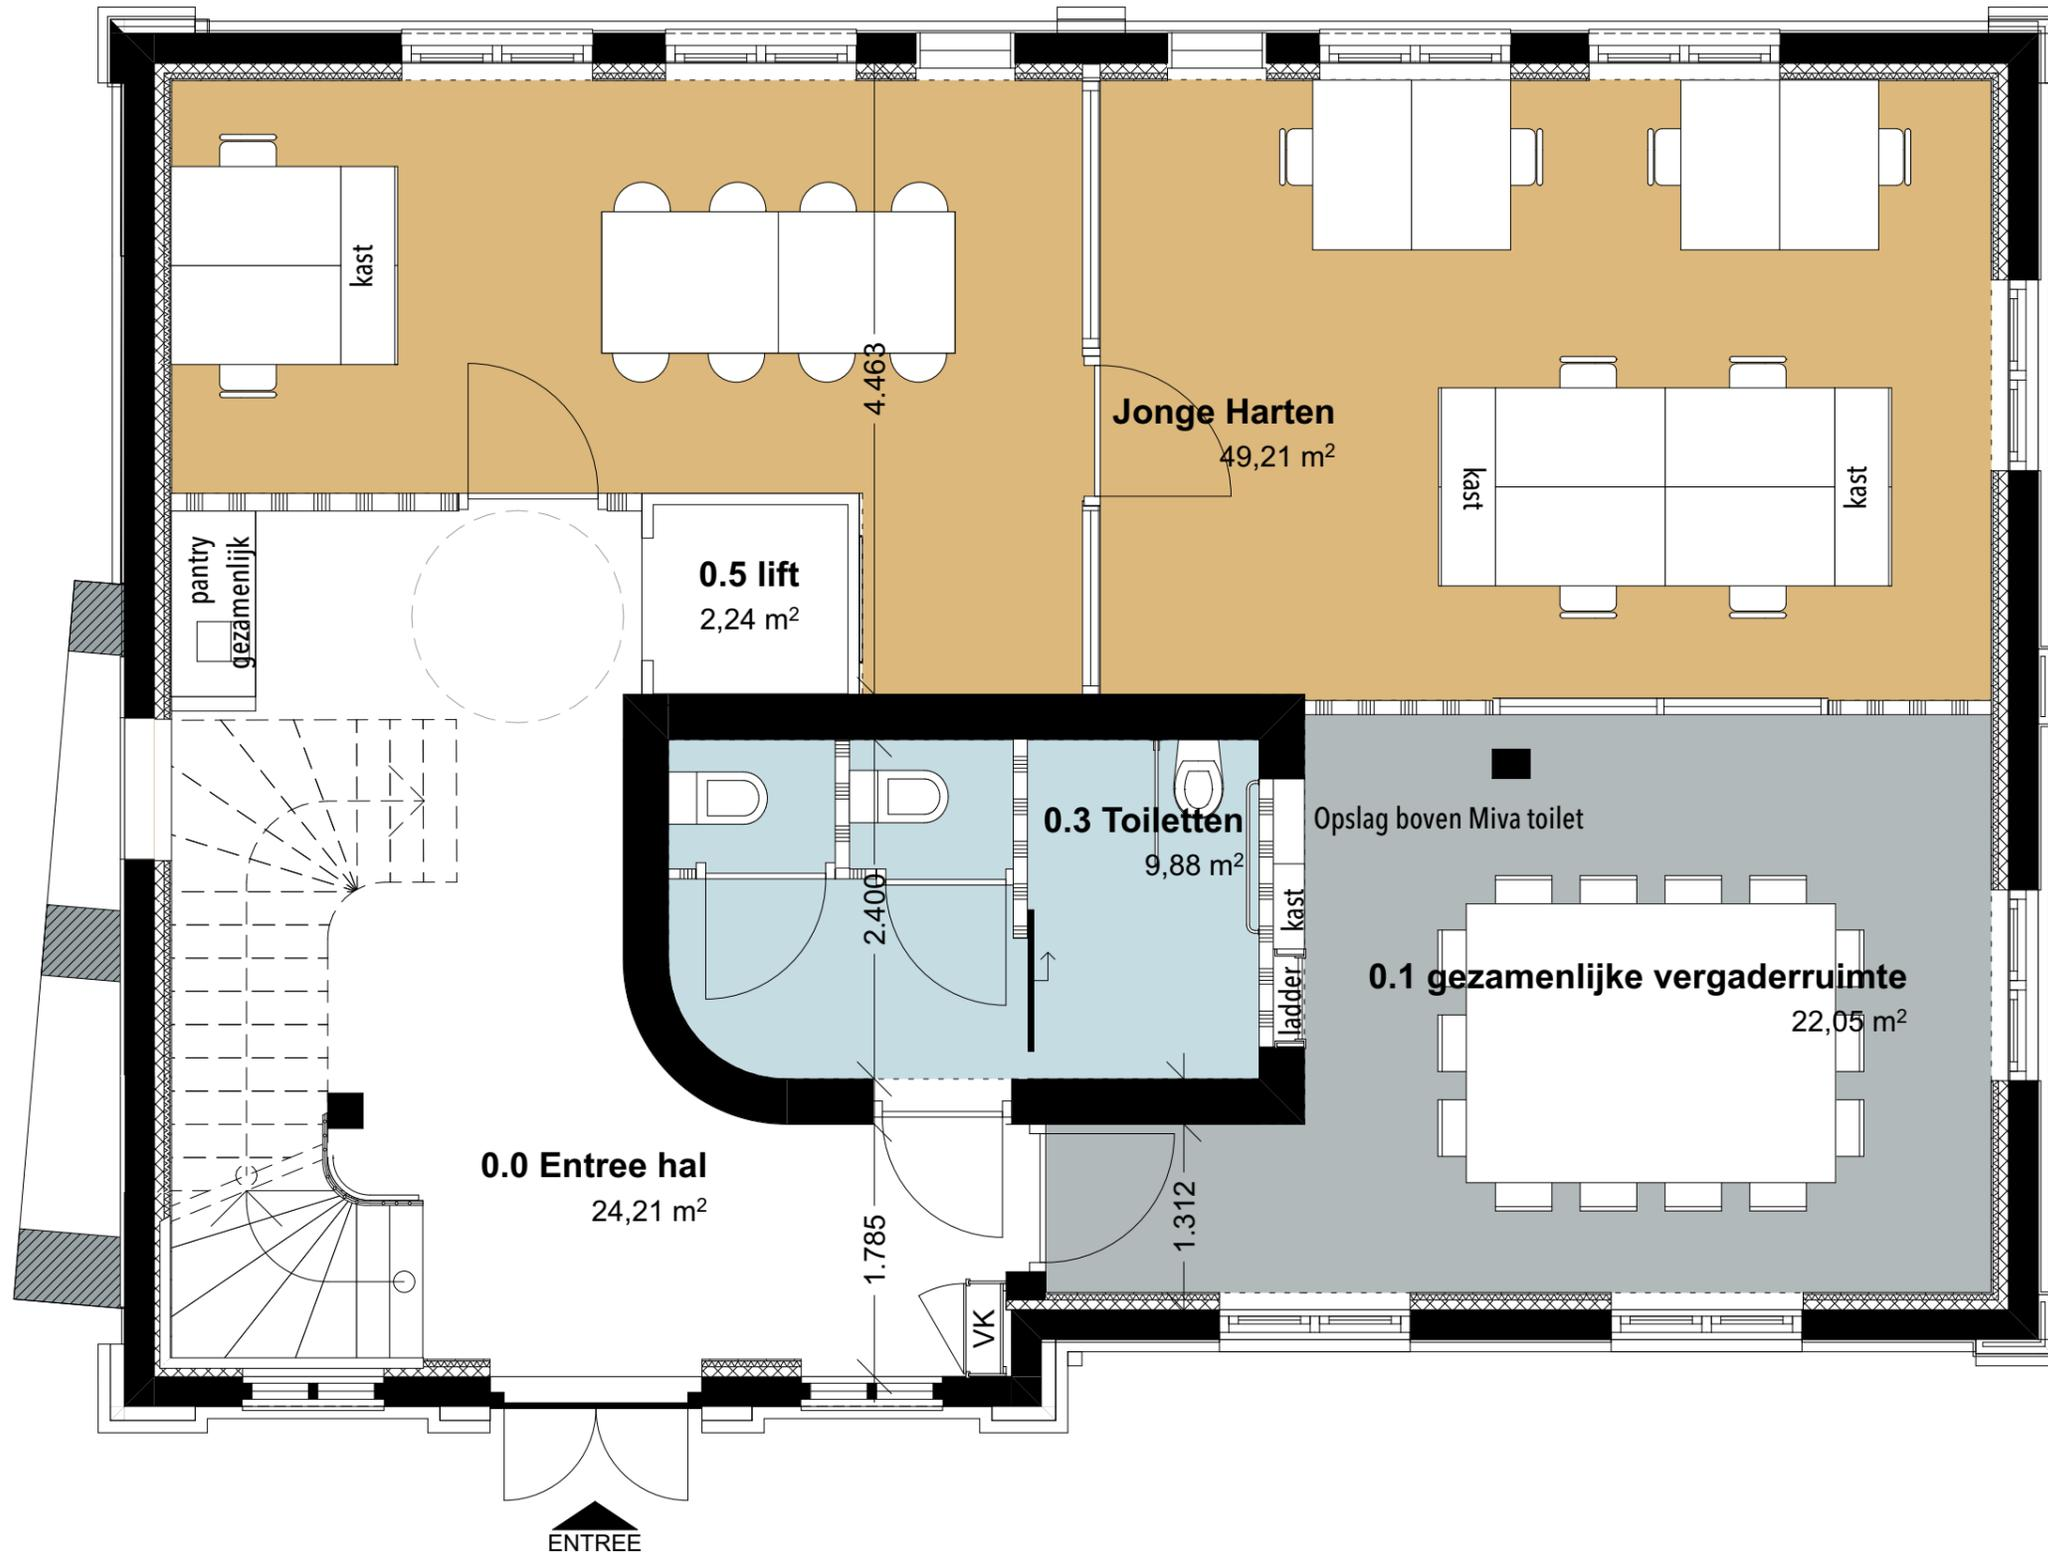 kast
4.463
Jonge Harten
49,21 m²
kast
kast
pantry
gezamenlijk
0.5 lift
2,24 m²
0.3 Toiletten
9,88 m²
Opslag boven Miva toilet
2.400
kast
ladder
0.1 gezamenlijke vergaderruimte
22,05 m²
0.0 Entree hal
24,21 m²
1.785
1.312
VK
ENTREE